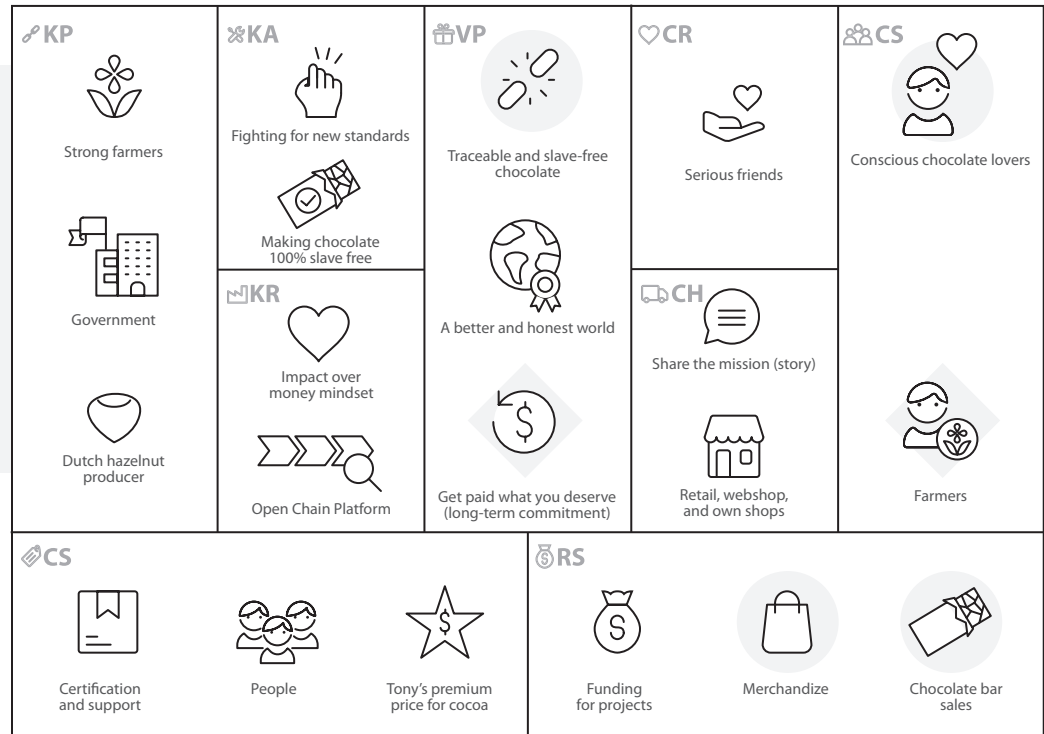 KP
Strong farmers
Government
Dutch hazelnut
producer
KA
Fighting for new standards
Making chocolate
100% slave free
KR
Impact over
money mindset
Open Chain Platform
VP
Traceable and slave-free
chocolate
A better and honest world
$
Get paid what you deserve
(long-term commitment)
CR
Serious friends
CH
Share the mission (story)
Retail, webshop,
and own shops
CS
Conscious chocolate lovers
Farmers
CS
Certification
and support
People
$
Tony's premium
price for cocoa
$
RS
S
Funding
for projects
Merchandize
Chocolate bar
sales